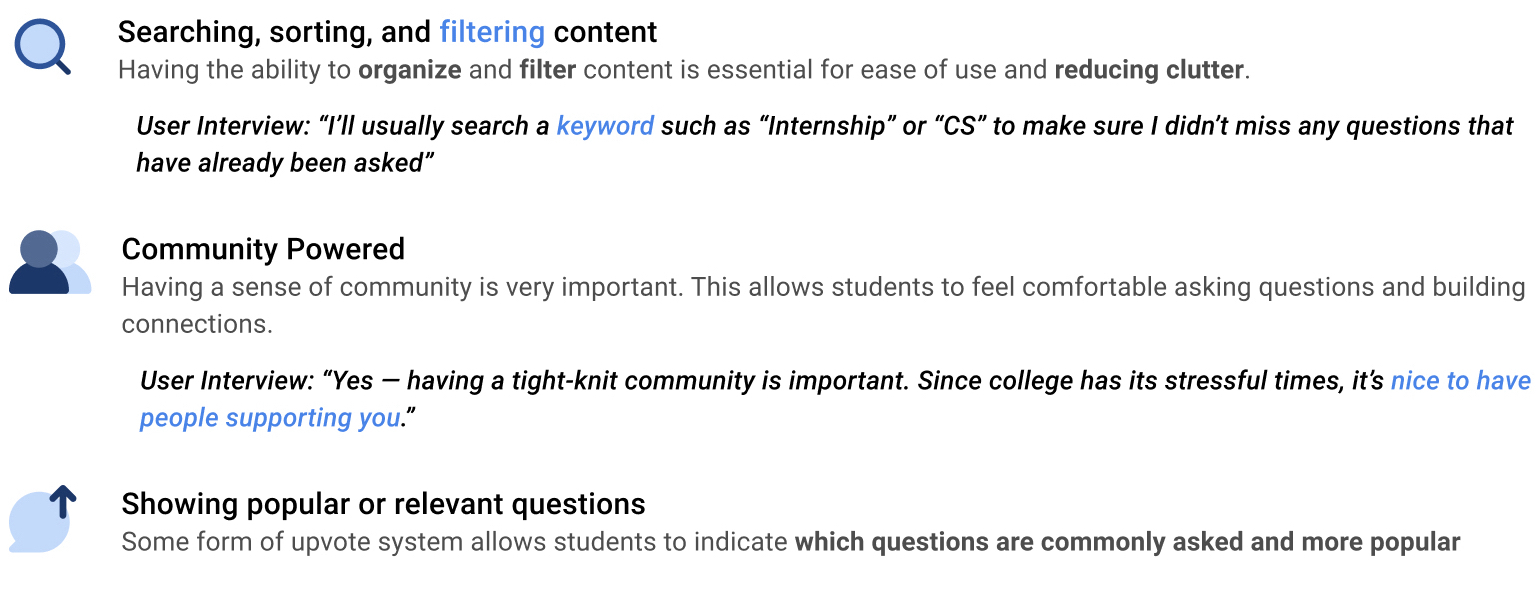 Searching, sorting, and filtering content
Having the ability to organize and filter content is essential for ease of use and reducing clutter.
User Interview: “I’ll usually search a keyword such as “Internship” or “CS” to make sure I didn’t miss any questions that
have already been asked”
Community Powered
Having a sense of community is very important. This allows students to feel comfortable asking questions and building
connections.
User Interview: “Yes — having a tight-knit community is important. Since college has its stressful times, it’s nice to have
people supporting you.”
Showing popular or relevant questions
Some form of upvote system allows students to indicate which questions are commonly asked and more popular